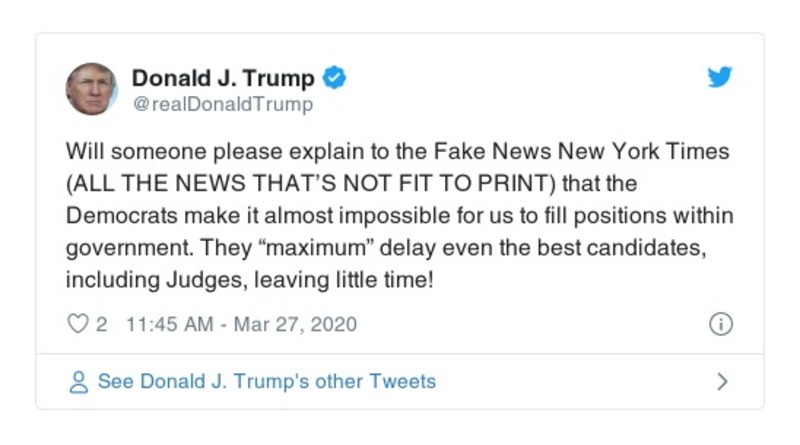 Donald J. Trump
@realDonaldTrump
Will someone please explain to the Fake News New York Times
(ALL THE NEWS THAT’S NOT FIT TO PRINT) that the
Democrats make it almost impossible for us to fill positions within
government. They “maximum” delay even the best candidates,
including Judges, leaving little time!
2 11:45 AM - Mar 27, 2020
See Donald J. Trump's other Tweets